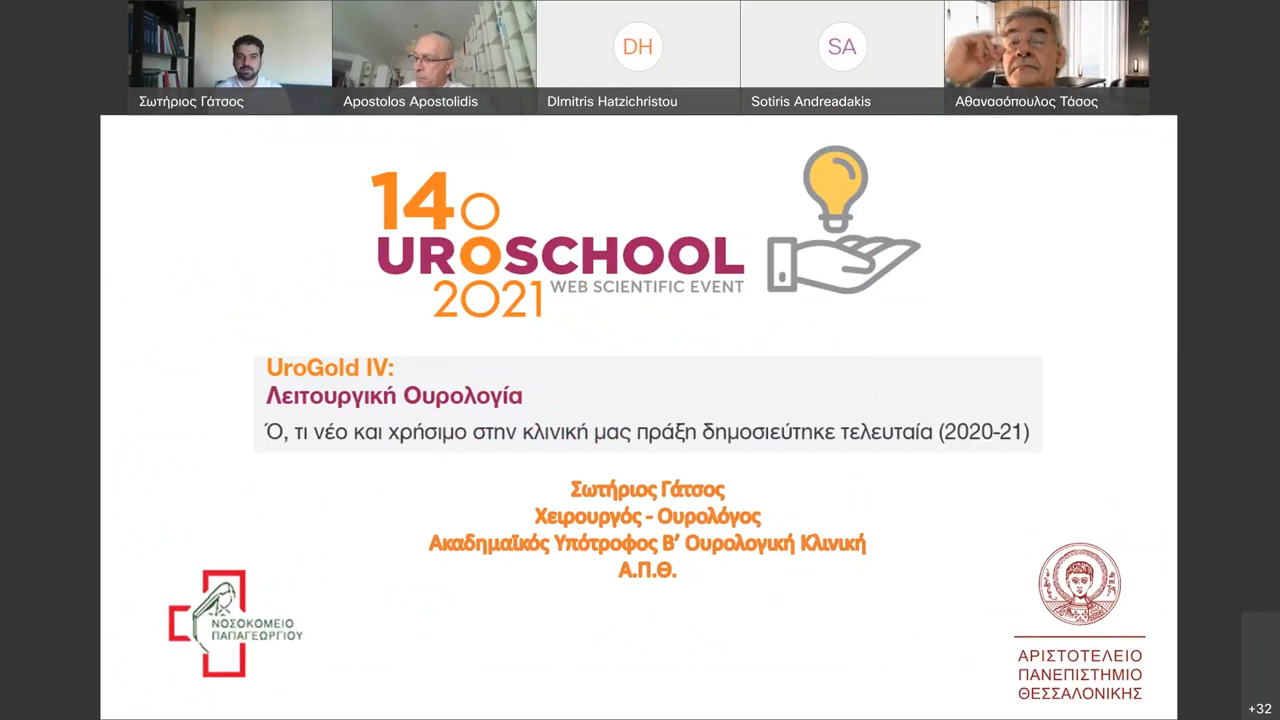 DH
SA
Σωτήριος Γάτσος
Apostolos Apostolidis
DImitris Hatzichristou
Sotiris Andreadakis
Αθανασόπουλος Τάσος
14ο
UROSCHOOL
2021 WEB SCIENTIFIC EVENT
UroGold IV:
Λειτουργική Ουρολογία
Ό, τι νέο και χρήσιμο στην κλινική μας πράξη δημοσιεύτηκε τελευταία (2020-21)
Σωτήριος Γάτσος
Χειρουργός - Ουρολόγος
Ακαδημαϊκός Υπότροφος Β’ Ουρολογική Κλινική
Α.Π.Θ.
ΝΟΣΟΚΟΜΕΙΟ
ΠΑΠΑΓΕΩΡΓΙΟΥ
ΑΡΙΣΤΟΤΕΛΕΙΟ
ΠΑΝΕΠΙΣΤΗΜΙΟ
ΘΕΣΣΑΛΟΝΙΚΗΣ
+32